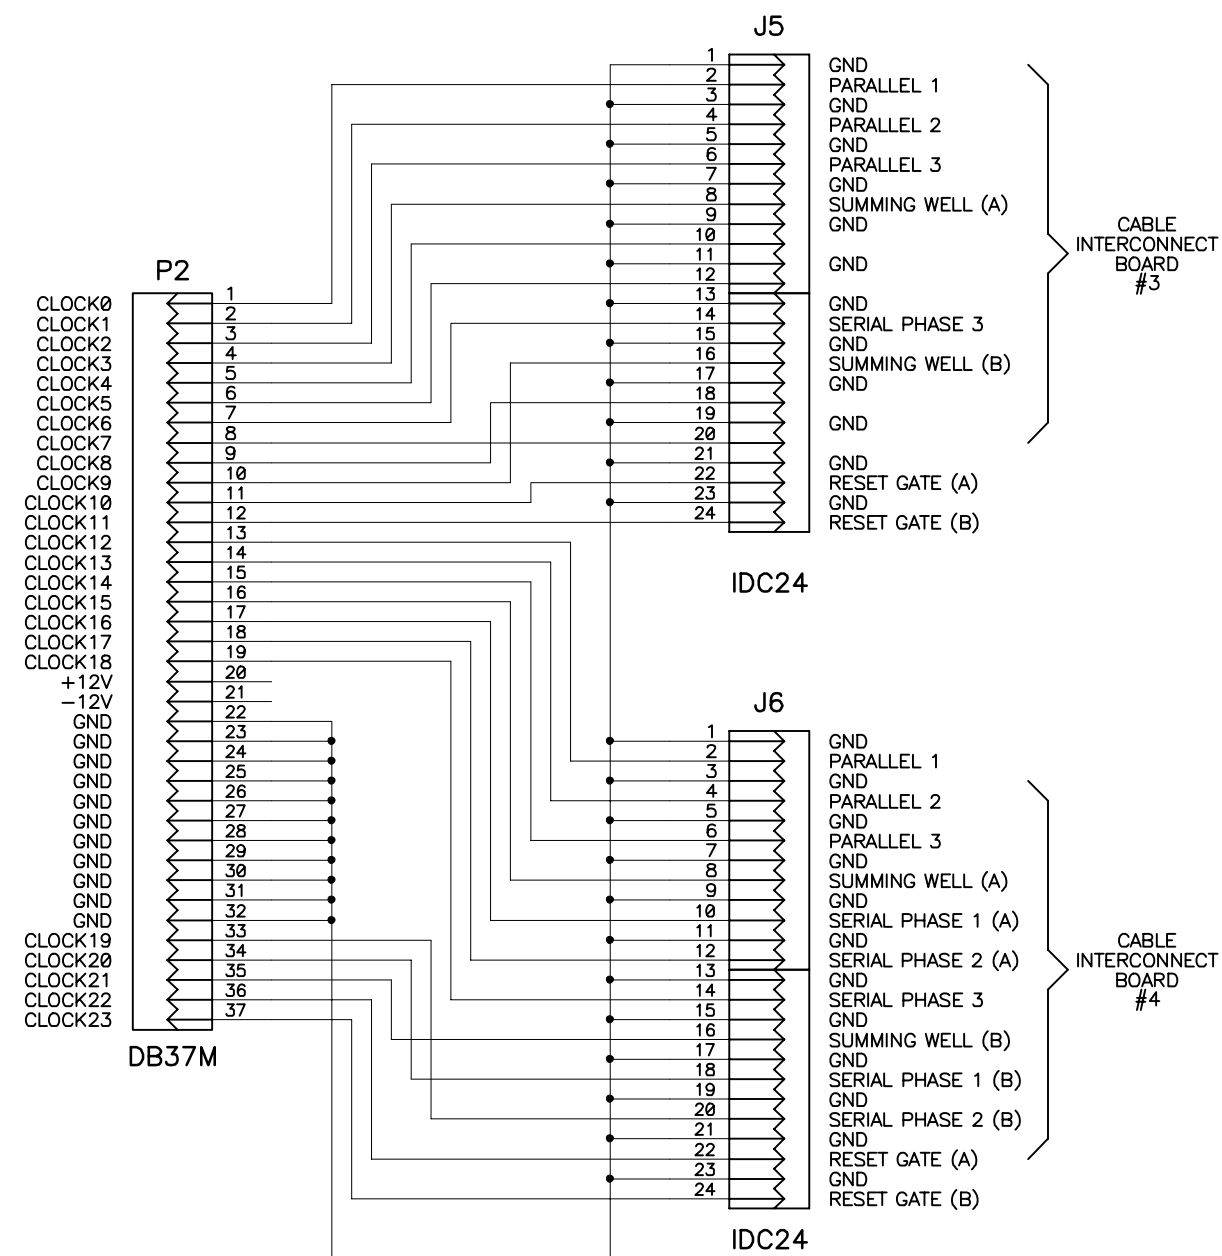 J5
1 GND
2 PARALLEL 1
3 GND
4 PARALLEL 2
5 GND
6 PARALLEL 3
7 GND
8 SUMMING WELL (A)
9 GND
10
11 GND
12
13 GND
14 SERIAL PHASE 3
15 GND
16 SUMMING WELL (B)
17 GND
18
19 GND
20
21 GND
22 RESET GATE (A)
23 GND
24 RESET GATE (B)
IDC24
CABLE
INTERCONNECT
BOARD
#3
P2
CLOCK0 1
CLOCK1 2
CLOCK2 3
CLOCK3 4
CLOCK4 5
CLOCK5 6
CLOCK6 7
CLOCK7 8
CLOCK8 9
CLOCK9 10
CLOCK10 11
CLOCK11 12
CLOCK12 13
CLOCK13 14
CLOCK14 15
CLOCK15 16
CLOCK16 17
CLOCK17 18
CLOCK18 19
+12V 20
-12V 21
GND 22
GND 23
GND 24
GND 25
GND 26
GND 27
GND 28
GND 29
GND 30
GND 31
GND 32
CLOCK19 33
CLOCK20 34
CLOCK21 35
CLOCK22 36
CLOCK23 37
DB37M
J6
1 GND
2 PARALLEL 1
3 GND
4 PARALLEL 2
5 GND
6 PARALLEL 3
7 GND
8 SUMMING WELL (A)
9 GND
10 SERIAL PHASE 1 (A)
11 GND
12 SERIAL PHASE 2 (A)
13 GND
14 SERIAL PHASE 3
15 GND
16 SUMMING WELL (B)
17 GND
18 SERIAL PHASE 1 (B)
19 GND
20 SERIAL PHASE 2 (B)
21 GND
22 RESET GATE (A)
23 GND
24 RESET GATE (B)
IDC24
CABLE
INTERCONNECT
BOARD
#4